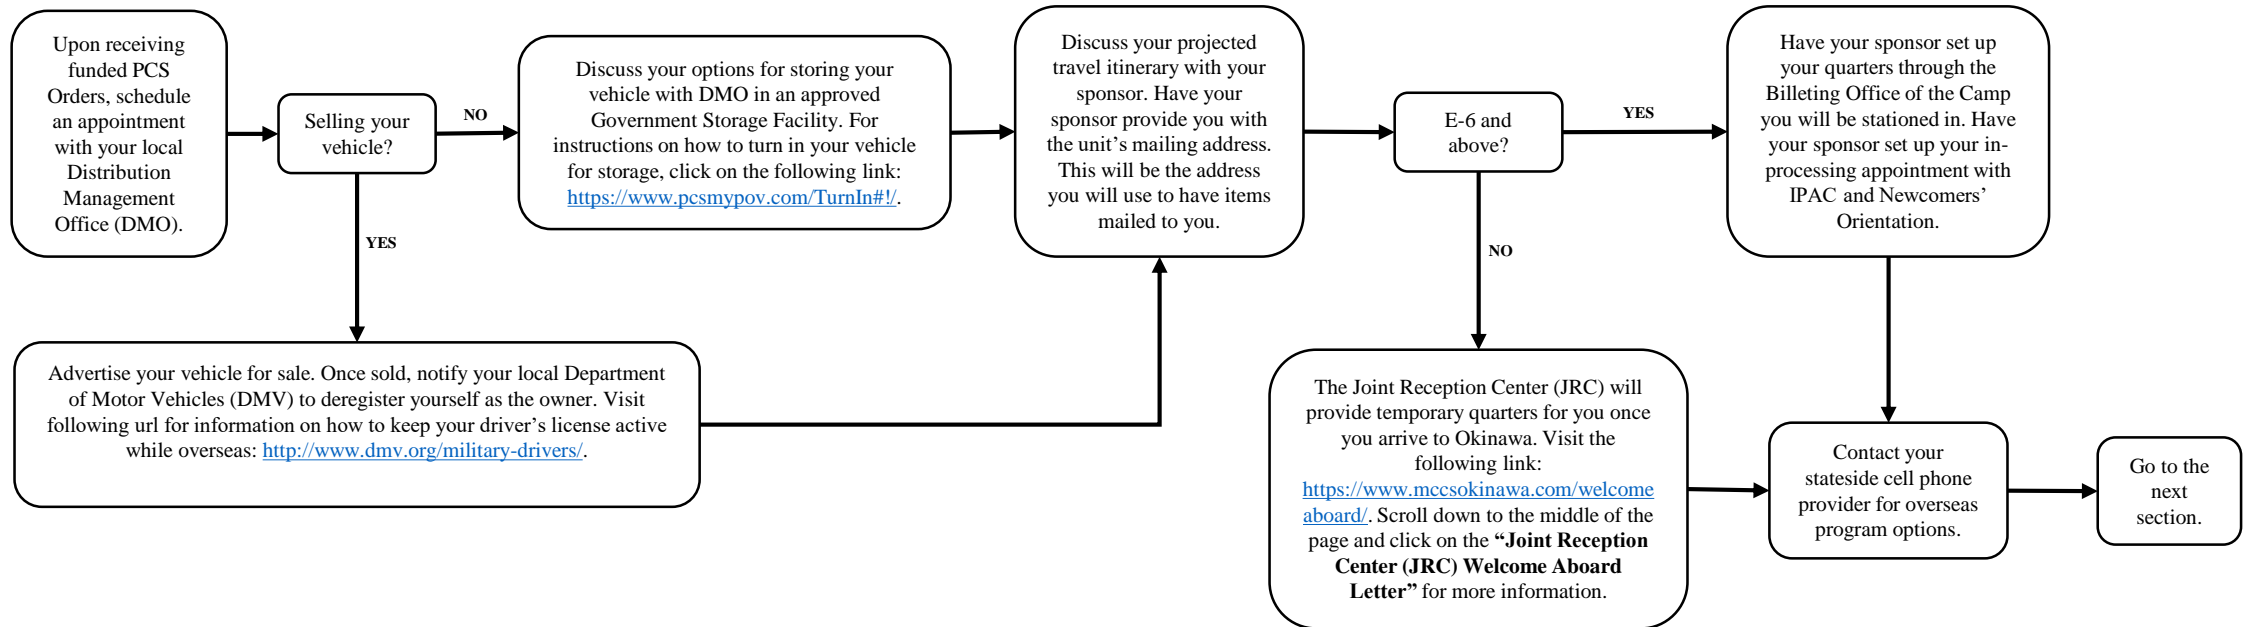 Upon receiving
funded PCS
Orders, schedule
an appointment
with your local
Distribution
Management
Office (DMO).
Selling your
vehicle?
NO
YES
Discuss your options for storing your
vehicle with DMO in an approved
Government Storage Facility. For
instructions on how to turn in your vehicle
for storage, click on the following link:
https://www.pcsmypov.com/TurnIn#!/.
Advertise your vehicle for sale. Once sold, notify your local Department
of Motor Vehicles (DMV) to deregister yourself as the owner. Visit
following url for information on how to keep your driver’s license active
while overseas: http://www.dmv.org/military-drivers/.
Discuss your projected
travel itinerary with your
sponsor. Have your
sponsor provide you with
the unit’s mailing address.
This will be the address
you will use to have items
mailed to you.
E-6 and
above?
YES
NO
Have your sponsor set up
your quarters through the
Billeting Office of the Camp
you will be stationed in. Have
your sponsor set up your in-
processing appointment with
IPAC and Newcomers’
Orientation.
The Joint Reception Center (JRC) will
provide temporary quarters for you once
you arrive to Okinawa. Visit the
following link:
https://www.mccsokinawa.com/welcome
aboard/. Scroll down to the middle of the
page and click on the “Joint Reception
Center (JRC) Welcome Aboard
Letter” for more information.
Contact your
stateside cell phone
provider for overseas
program options.
Go to the
next
section.